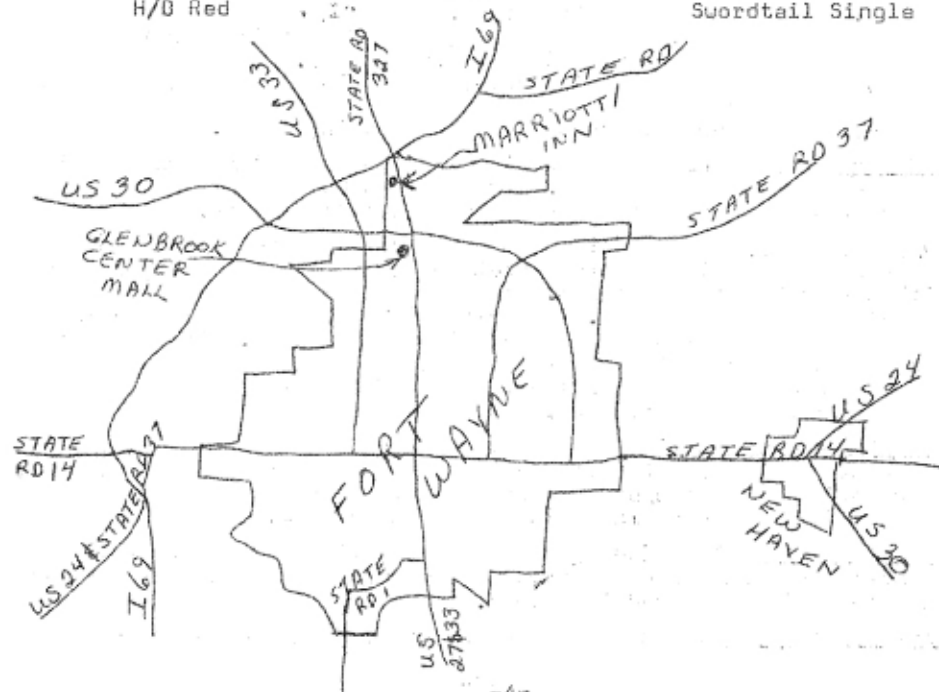 H/B Red
Swordtail Single
US 33
STATE RD
327
I 69
STATE RD
MARRIOTT
INN
STATE RD 37
US 30
GLENBROOK
CENTER
MALL
FORT
WAYNE
US 24
STATE
RD 14
STATE RD 14
NEW
HAVEN
US 30
US 24 & STATE RD 37
I 69
STATE
RD 1
US
27&33